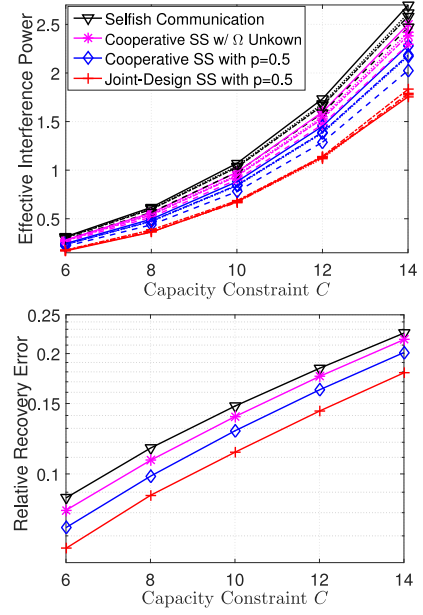 Effective Interference Power
2.5
2
1.5
1
0.5
Selfish Communication
Cooperative SS w/ Ω Unkown
Cooperative SS with p=0.5
Joint-Design SS with p=0.5
6
8
10
12
14
Capacity Constraint C
Relative Recovery Error
0.25
0.2
0.15
0.1
6
8
10
12
14
Capacity Constraint C